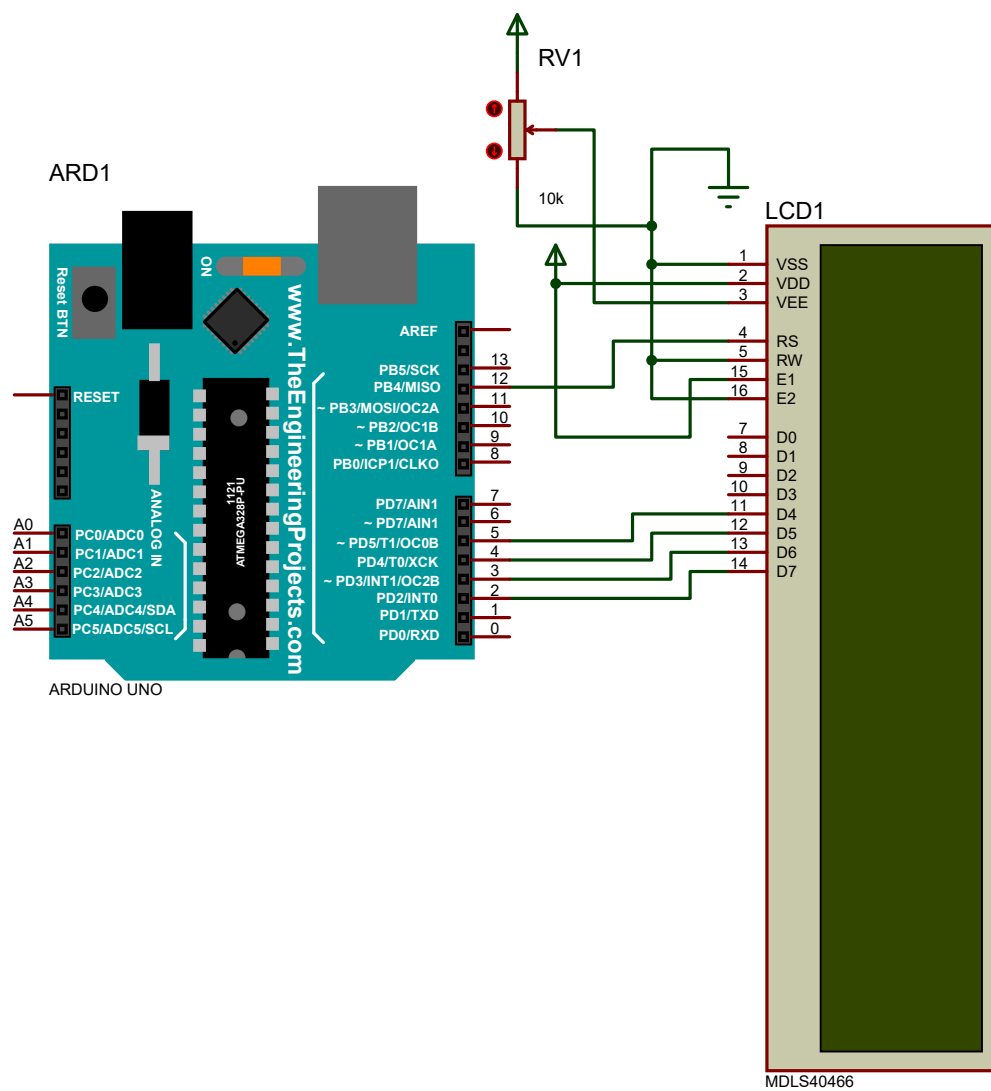 RV1
10k
ARD1
ON
Reset BTN
www.TheEngineeringProjects.com
AREF
PB5/SCK 13
PB4/MISO 12
~ PB3/MOSI/OC2A 11
~ PB2/OC1B 10
~ PB1/OC1A 9
PB0/ICP1/CLKO 8
RESET
ANALOG IN
1121
ATMEGA328P-PU
PD7/AIN1 7
~ PD7/AIN1 6
~ PD5/T1/OC0B 5
PD4/T0/XCK 4
~ PD3/INT1/OC2B 3
PD2/INT0 2
PD1/TXD 1
PD0/RXD 0
A0 PC0/ADC0
A1 PC1/ADC1
A2 PC2/ADC2
A3 PC3/ADC3
A4 PC4/ADC4/SDA
A5 PC5/ADC5/SCL
ARDUINO UNO
LCD1
1 VSS
2 VDD
3 VEE
4 RS
5 RW
15 E1
16 E2
7 D0
8 D1
9 D2
10 D3
11 D4
12 D5
13 D6
14 D7
MDLS40466